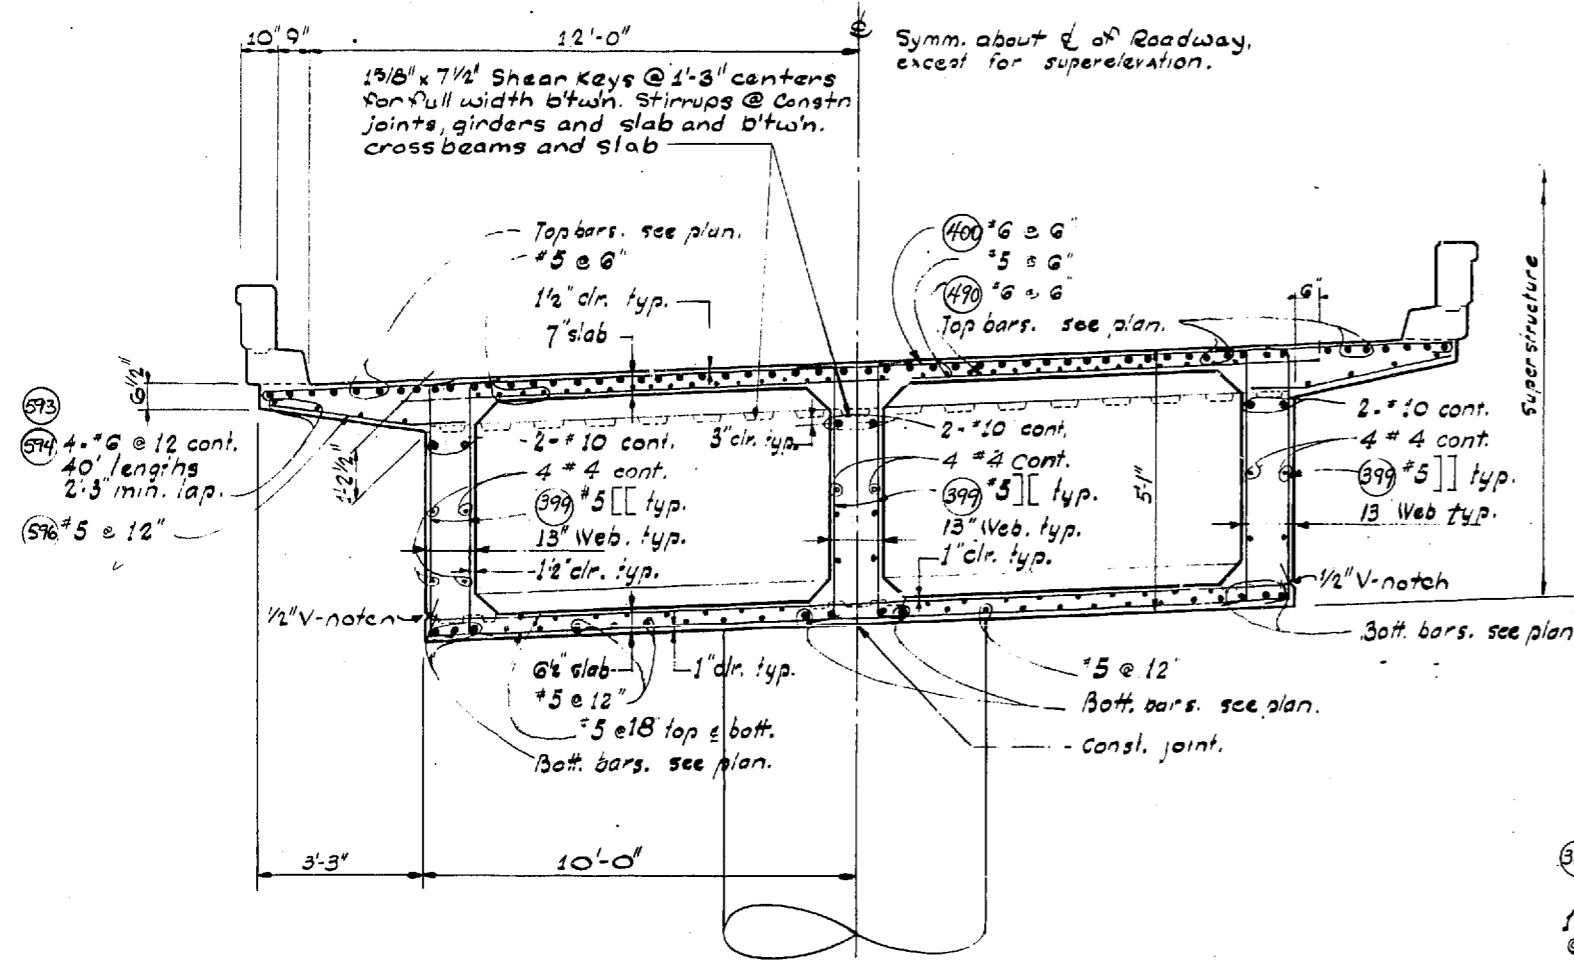 10" 9"
12'-0"
℄
Symm. about ℄ of Roadway,
except for superelevation.
15/8" x 7 1/2" Shear Keys @ 1'-3" centers
for full width b'tw'n. Stirrups @ Constn
joints, girders and slab and b'tw'n.
cross beams and slab
Top bars. see plan.
#5 @ 6"
1 1/2" clr. typ.
7" slab
400 #6 @ 6"
#5 @ 6"
490 #6 @ 6"
Top bars. see plan.
6"
Superstructure
6 1/2"
593
594 4-#6 @ 12 cont.
40' lengths
2'-3" min. lap.
596 #5 @ 12"
1'-2 1/2"
2-#10 cont.
4 #4 cont.
399 #5 [[ typ.
13" Web. typ.
1 1/2" clr. typ.
3" clr. typ.
2-#10 cont.
4 #4 cont.
399 #5 ][ typ.
13" Web. typ.
1" clr. typ.
5'-1"
2-#10 cont.
4 #4 cont.
399 #5 ]] typ.
13 Web typ.
1/2" V-notch
1/2" V-notch
Bott. bars. see plan
6 1/2" slab
1" clr. typ.
#5 @ 12"
#5 @ 18 top & bott.
Bott. bars. see plan.
#5 @ 12"
Bott. bars. see plan.
Const. joint.
3'-3"
10'-0"